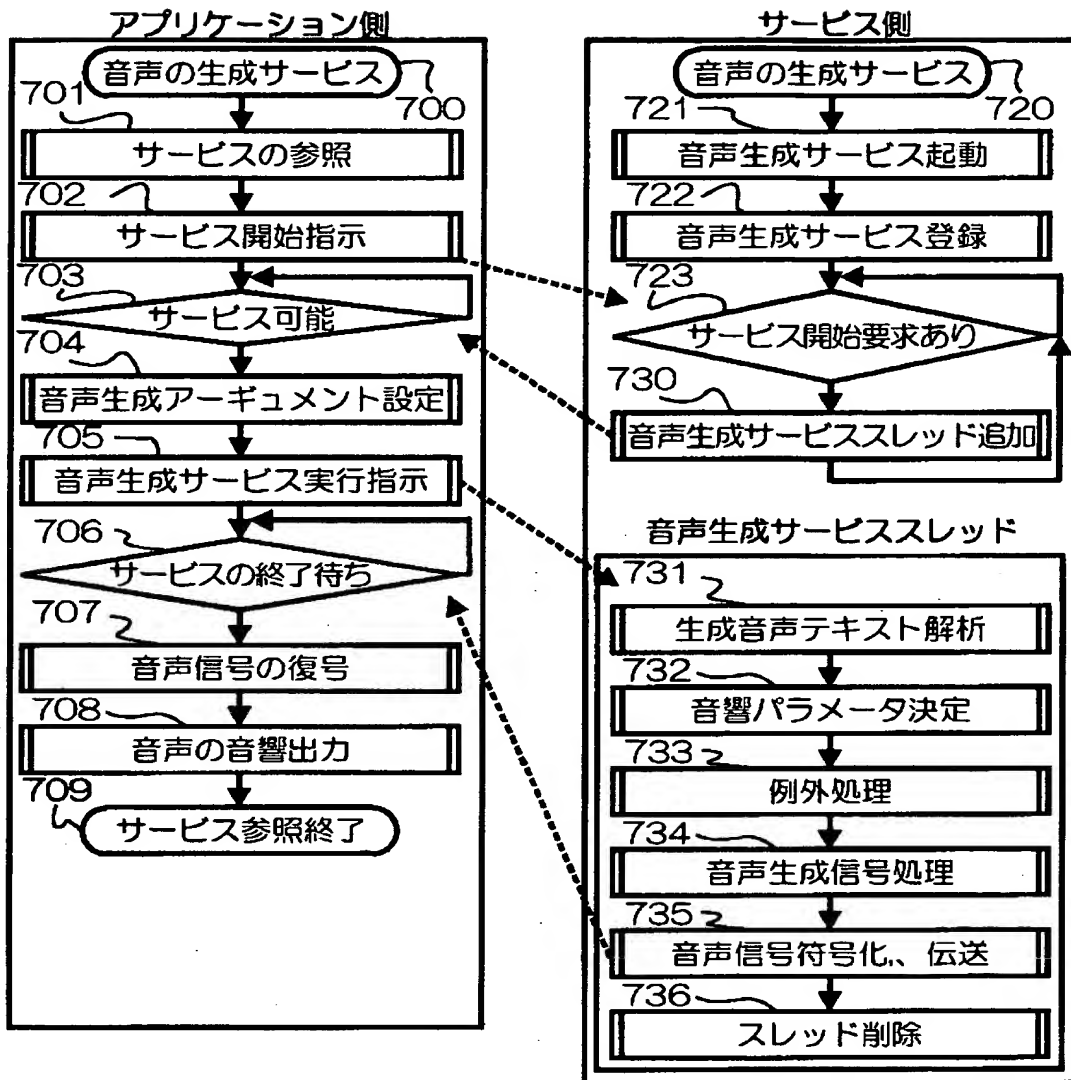 アプリケーション側
音声の生成サービス
700
701
サービスの参照
702
サービス開始指示
703
サービス可能
704
音声生成アーギュメント設定
705
音声生成サービス実行指示
706
サービスの終了待ち
707
音声信号の復号
708
音声の音響出力
709
サービス参照終了
サービス側
音声の生成サービス
720
721
音声生成サービス起動
722
音声生成サービス登録
723
サービス開始要求あり
730
音声生成サービススレッド追加
音声生成サービススレッド
731
生成音声テキスト解析
732
音響パラメータ決定
733
例外処理
734
音声生成信号処理
735
音声信号符号化、、伝送
736
スレッド削除